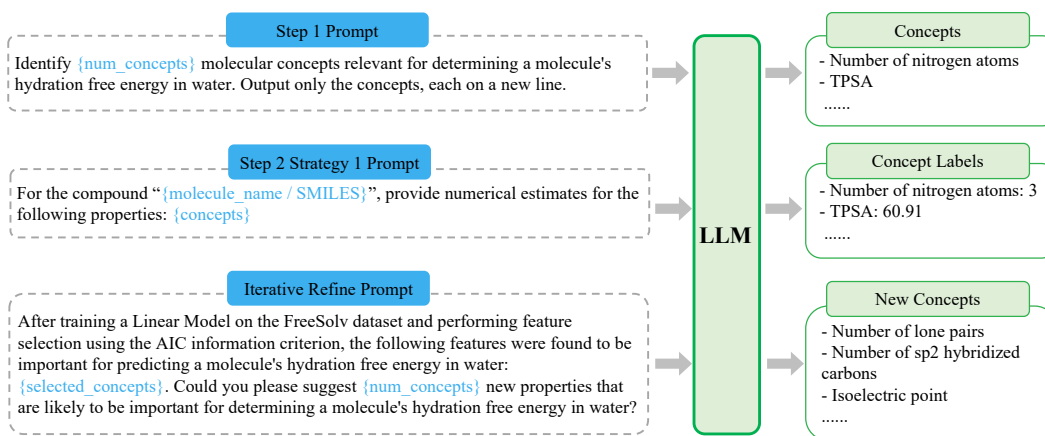 Step 1 Prompt
Identify {num_concepts} molecular concepts relevant for determining a molecule's
hydration free energy in water. Output only the concepts, each on a new line.
Concepts
- Number of nitrogen atoms
- TPSA
......
Step 2 Strategy 1 Prompt
For the compound “{molecule_name / SMILES}”, provide numerical estimates for the
following properties: {concepts}
LLM
Concept Labels
- Number of nitrogen atoms: 3
- TPSA: 60.91
......
Iterative Refine Prompt
After training a Linear Model on the FreeSolv dataset and performing feature
selection using the AIC information criterion, the following features were found to be
important for predicting a molecule's hydration free energy in water:
{selected_concepts}. Could you please suggest {num_concepts} new properties that
are likely to be important for determining a molecule's hydration free energy in water?
New Concepts
- Number of lone pairs
- Number of sp2 hybridized
carbons
- Isoelectric point
......